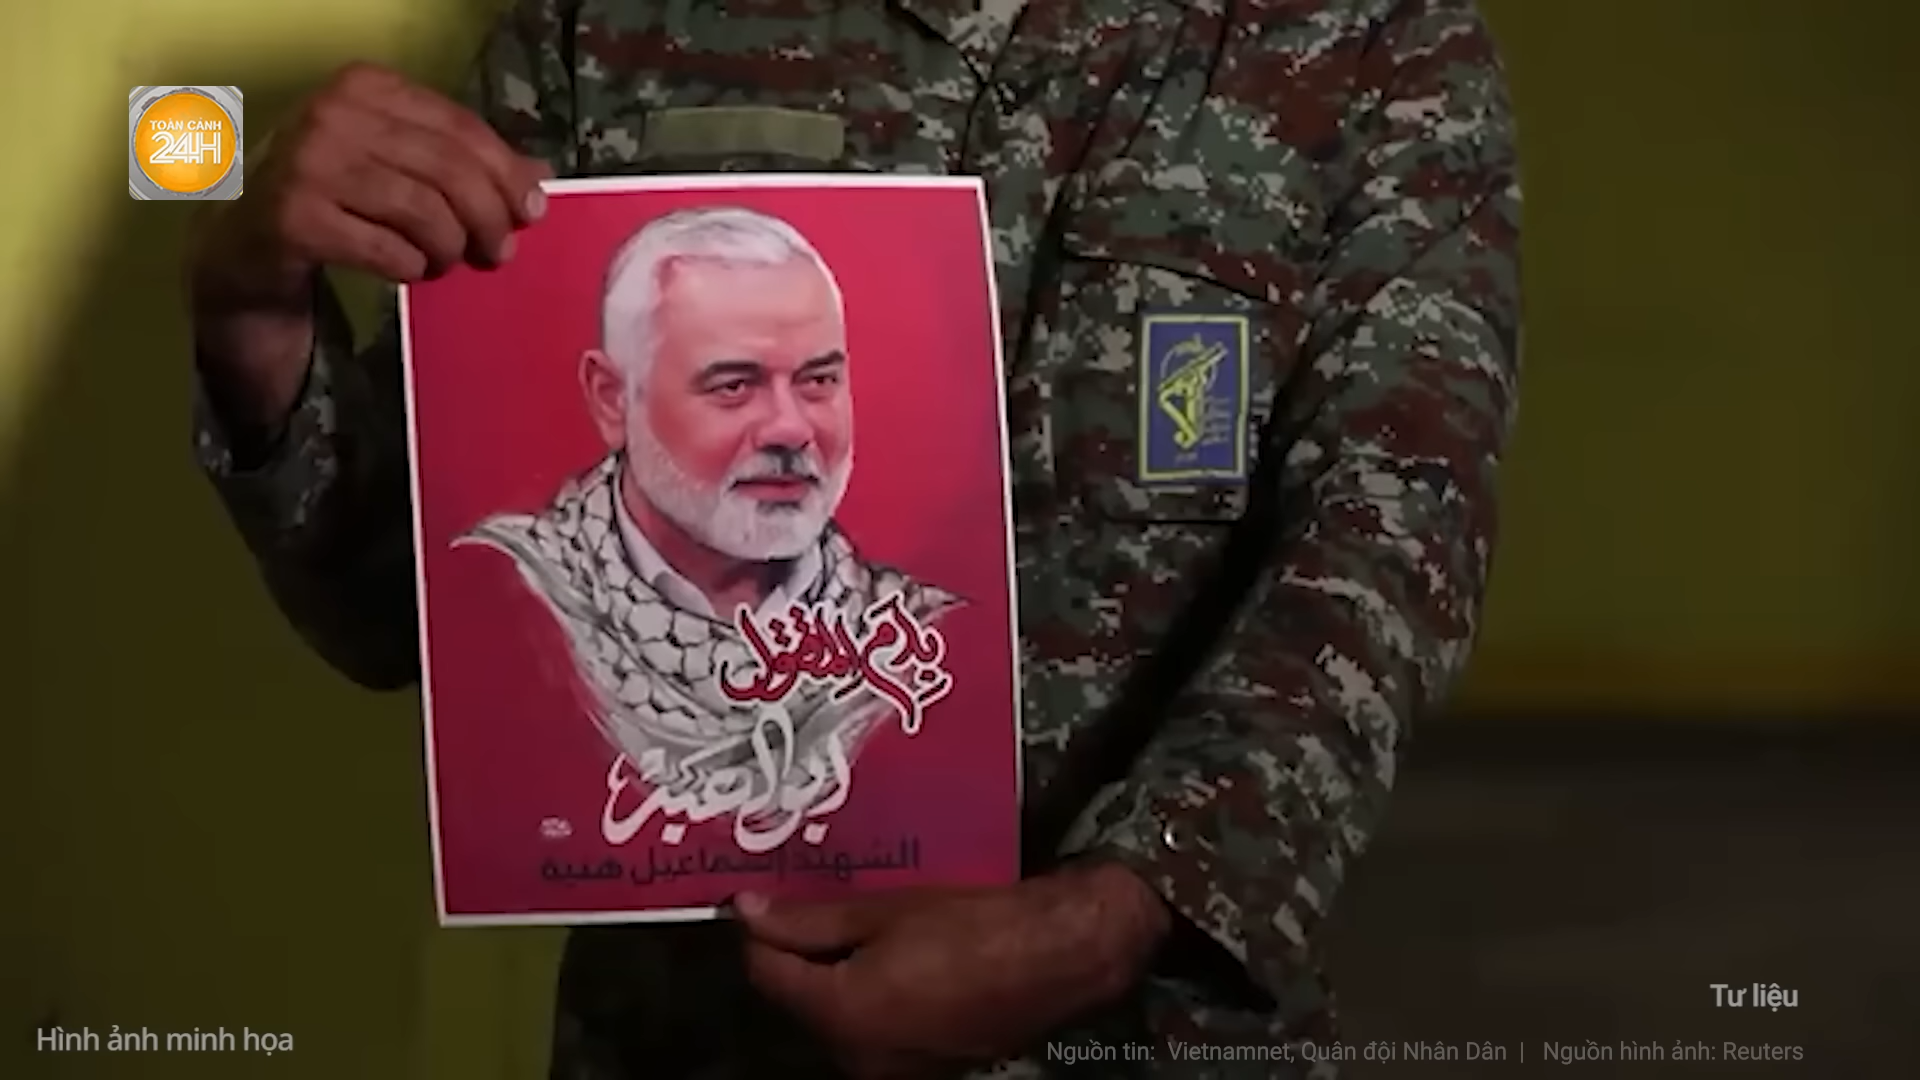 TOÀN CẢNH
24H
بدم المقول
ابو العبد
الشهيد إسماعيل هنية
Tư liệu
Hình ảnh minh họa
Nguồn tin: Vietnamnet, Quân đội Nhân Dân | Nguồn hình ảnh: Reuters